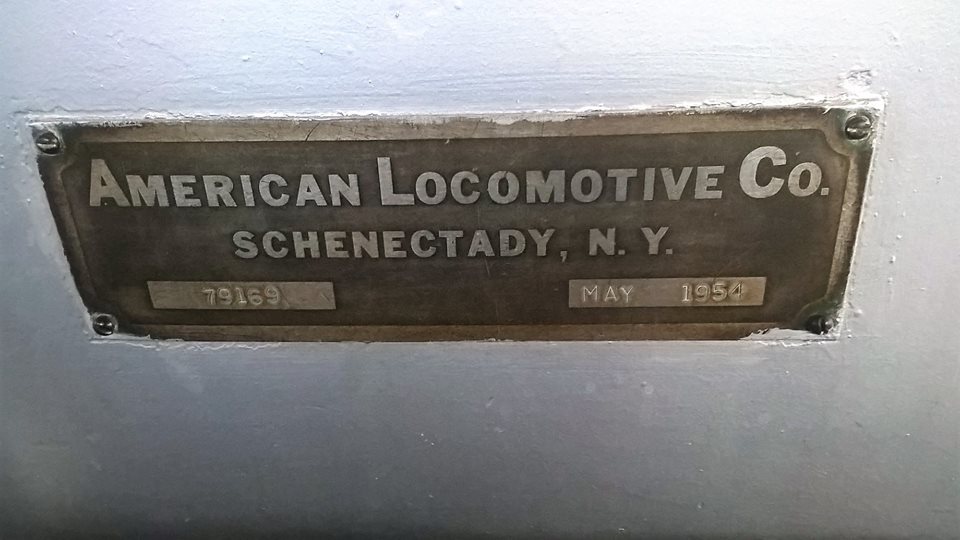 AMERICAN LOCOMOTIVE CO.
SCHENECTADY, N. Y.
79169 MAY 1954